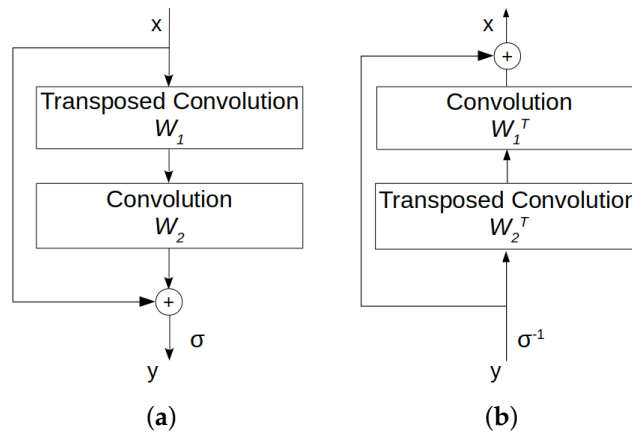 x
Transposed Convolution
W₁
Convolution
W₂
+
σ
y
(a)
x
+
Convolution
W₁ᵀ
Transposed Convolution
W₂ᵀ
σ⁻¹
y
(b)